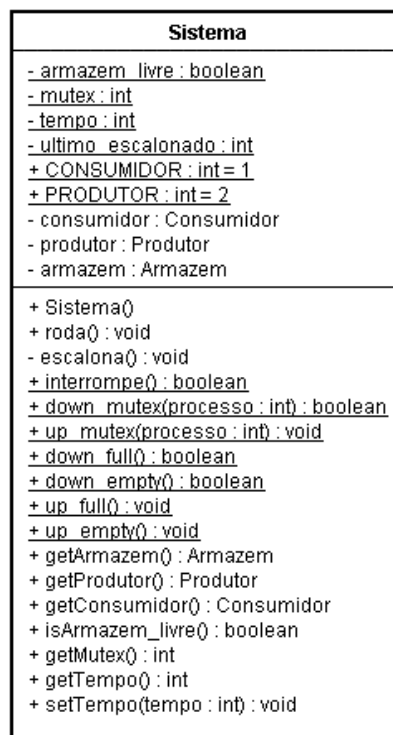 Sistema
- armazem_livre : boolean
- mutex : int
- tempo : int
- ultimo_escalonado : int
+ CONSUMIDOR : int = 1
+ PRODUTOR : int = 2
- consumidor : Consumidor
- produtor : Produtor
- armazem : Armazem
+ Sistema()
+ roda() : void
- escalona() : void
+ interrompe() : boolean
+ down_mutex(processo : int) : boolean
+ up_mutex(processo : int) : void
+ down_full() : boolean
+ down_empty() : boolean
+ up_full() : void
+ up_empty() : void
+ getArmazem() : Armazem
+ getProdutor() : Produtor
+ getConsumidor() : Consumidor
+ isArmazem_livre() : boolean
+ getMutex() : int
+ getTempo() : int
+ setTempo(tempo : int) : void